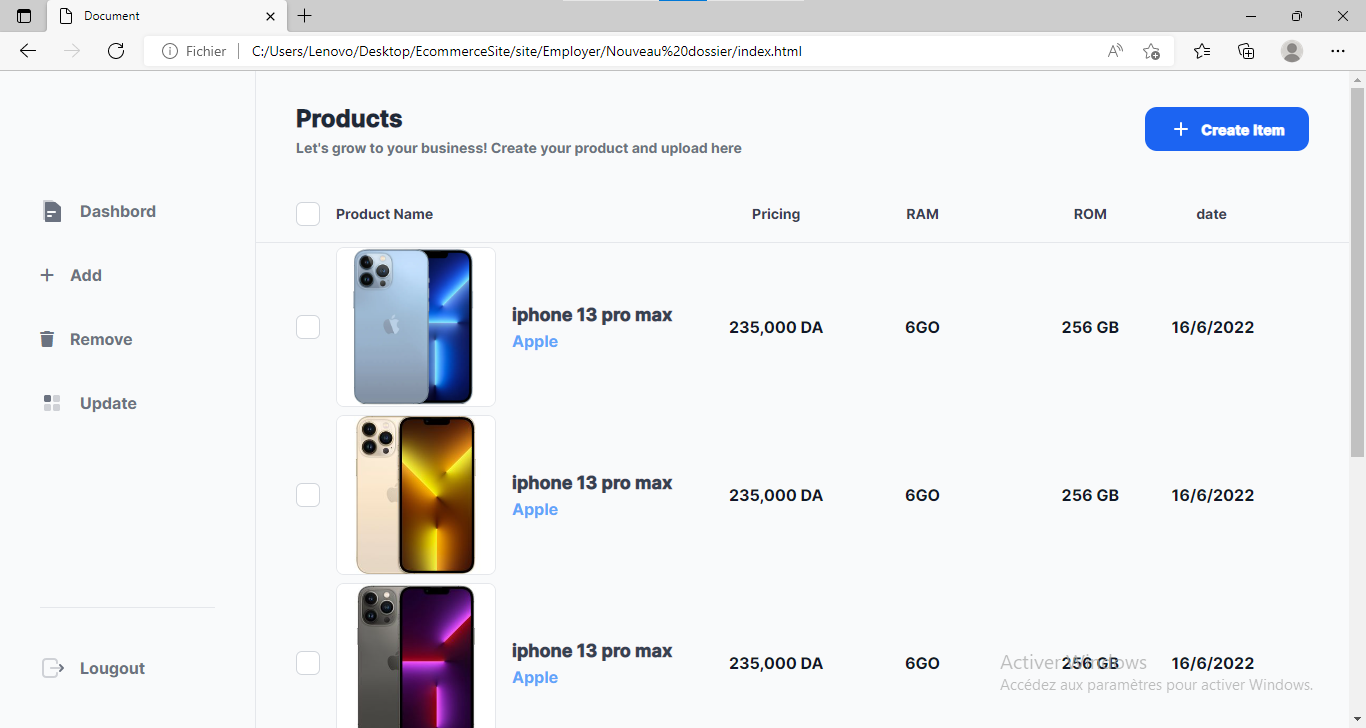 Document
Fichier C:/Users/Lenovo/Desktop/EcommerceSite/site/Employer/Nouveau%20dossier/index.html
Products
Let's grow to your business! Create your product and upload here
Create Item
Dashbord
Add
Remove
Update
Lougout
Product Name Pricing RAM ROM date
iphone 13 pro max
Apple
235,000 DA 6GO 256 GB 16/6/2022
iphone 13 pro max
Apple
235,000 DA 6GO 256 GB 16/6/2022
iphone 13 pro max
Apple
235,000 DA 6GO 256 GB 16/6/2022
Activer Windows
Accédez aux paramètres pour activer Windows.